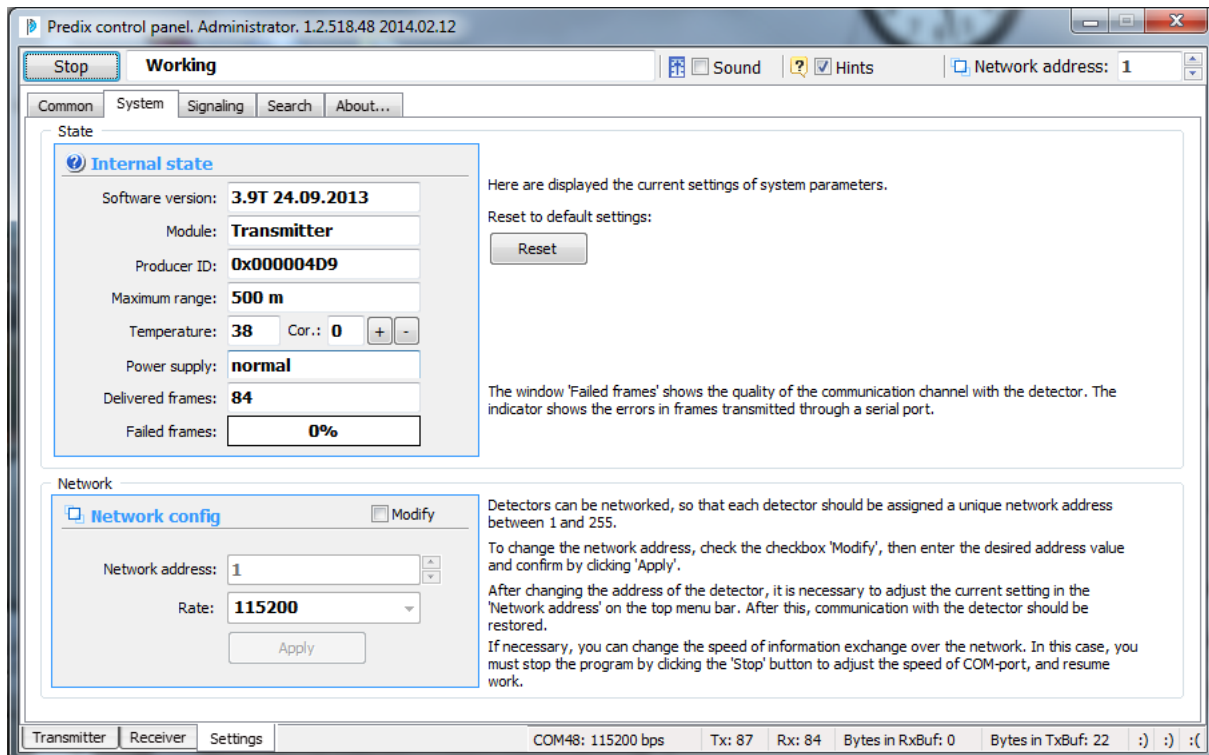 Predix control panel. Administrator. 1.2.518.48 2014.02.12
Stop Working Sound Hints Network address: 1
Common System Signaling Search About...
State
Internal state
Software version: 3.9T 24.09.2013
Module: Transmitter
Producer ID: 0x000004D9
Maximum range: 500 m
Temperature: 38 Cor.: 0 + -
Power supply: normal
Delivered frames: 84
Failed frames: 0%
Here are displayed the current settings of system parameters.
Reset to default settings:
Reset
The window 'Failed frames' shows the quality of the communication channel with the detector. The
indicator shows the errors in frames transmitted through a serial port.
Network
Network config Modify
Network address: 1
Rate: 115200
Apply
Detectors can be networked, so that each detector should be assigned a unique network address
between 1 and 255.
To change the network address, check the checkbox 'Modify', then enter the desired address value
and confirm by clicking 'Apply'.
After changing the address of the detector, it is necessary to adjust the current setting in the
'Network address' on the top menu bar. After this, communication with the detector should be
restored.
If necessary, you can change the speed of information exchange over the network. In this case, you
must stop the program by clicking the 'Stop' button to adjust the speed of COM-port, and resume
work.
Transmitter Receiver Settings COM48: 115200 bps Tx: 87 Rx: 84 Bytes in RxBuf: 0 Bytes in TxBuf: 22 :) :) :(